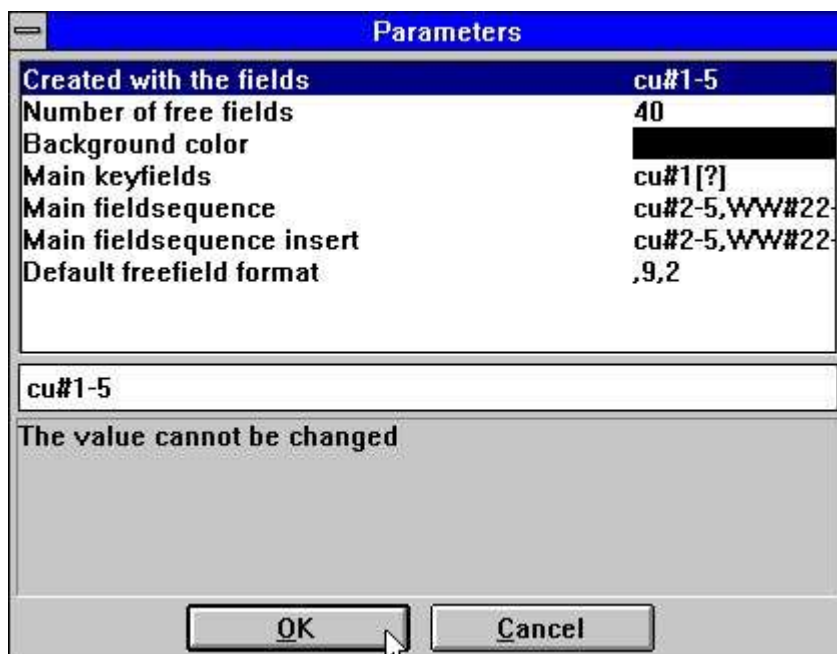 Parameters
Created with the fields cu#1-5
Number of free fields 40
Background color
Main keyfields cu#1[?]
Main fieldsequence cu#2-5,WW#22-
Main fieldsequence insert cu#2-5,WW#22-
Default freefield format ,9,2
cu#1-5
The value cannot be changed
OK Cancel